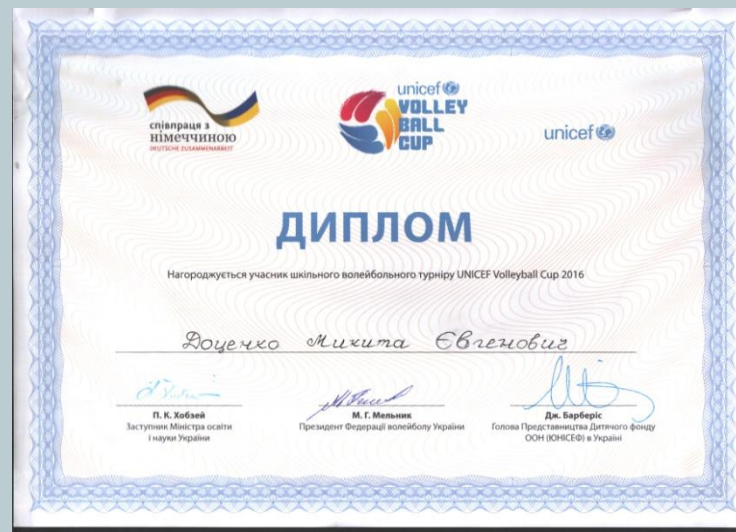 співпраця з
НІМЕЧЧИНОЮ
DEUTSCHE ZUSAMMENARBEIT
unicef
VOLLEY
BALL
CUP
unicef
ДИПЛОМ
Нагороджується учасник шкільного волейбольного турніру UNICEF Volleyball Cup 2016
Доценко Микита Євгенович
П. К. Хобзей
Заступник Міністра освіти
і науки України
М. Г. Мельник
Президент Федерації волейболу України
Дж. Барберіс
Голова Представництва Дитячого фонду
ООН (ЮНІСЕФ) в Україні